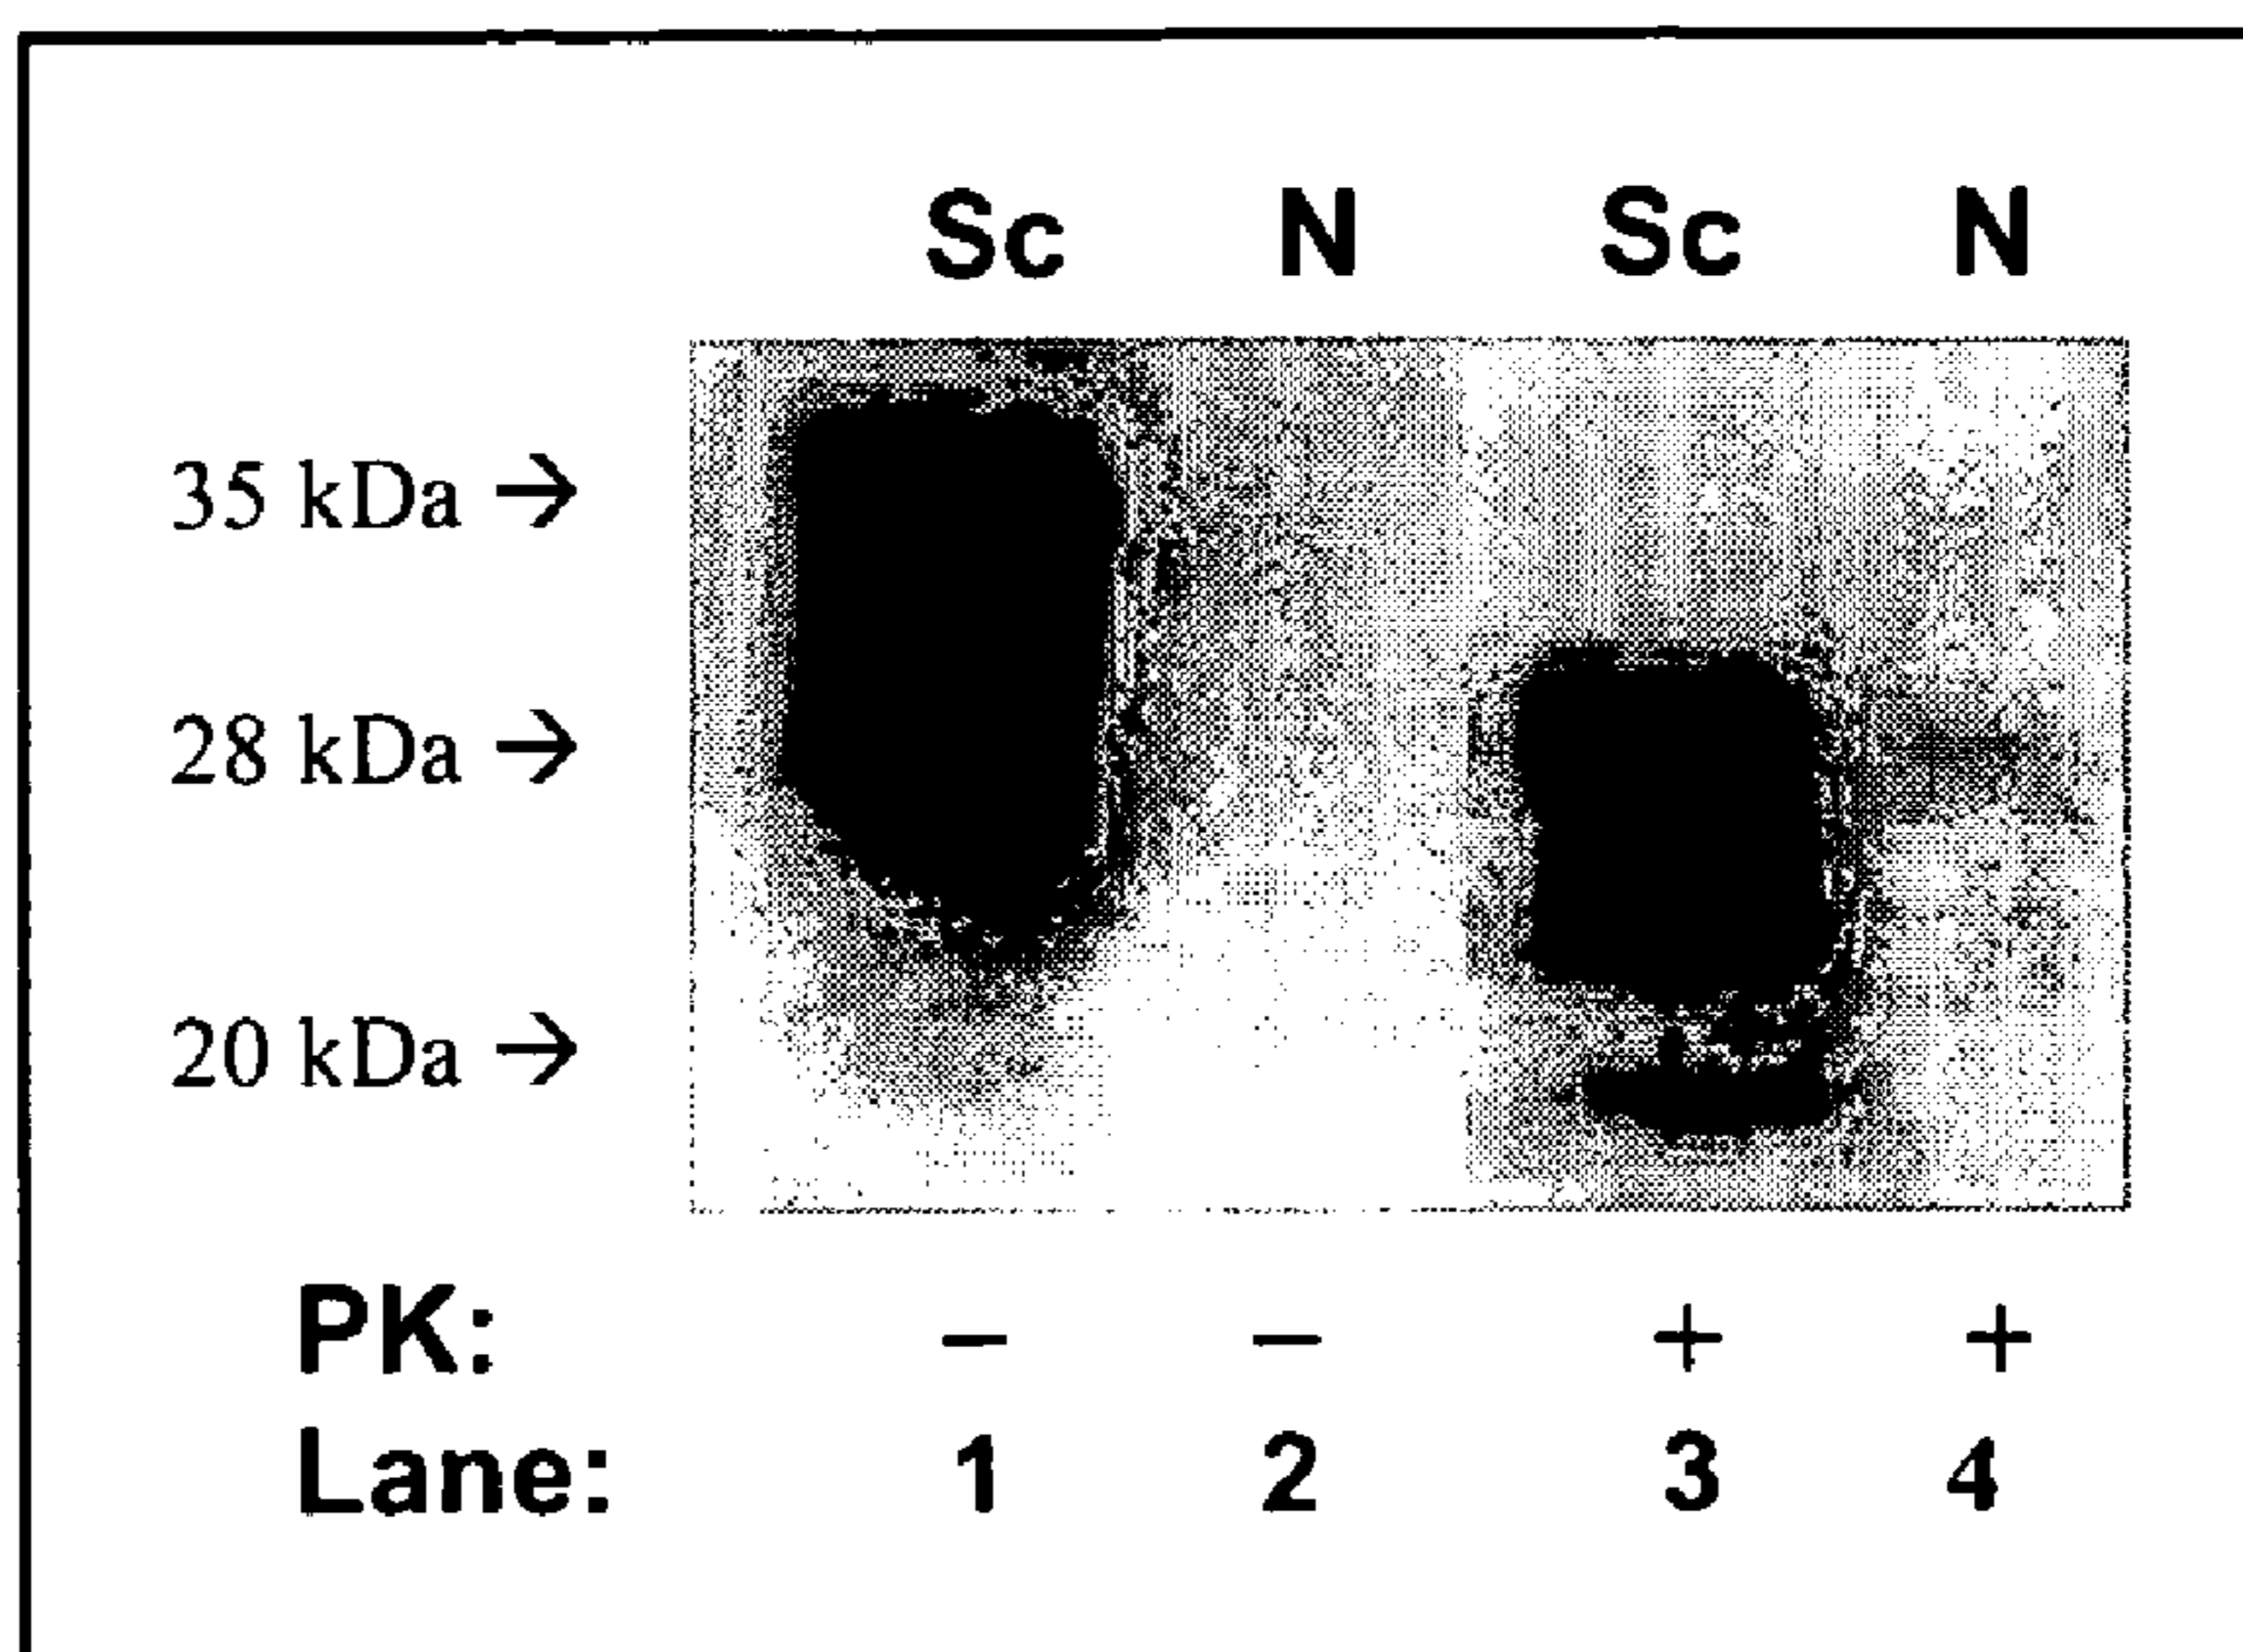 Sc N Sc N
35 kDa →
28 kDa →
20 kDa →
PK: – – + +
Lane: 1 2 3 4